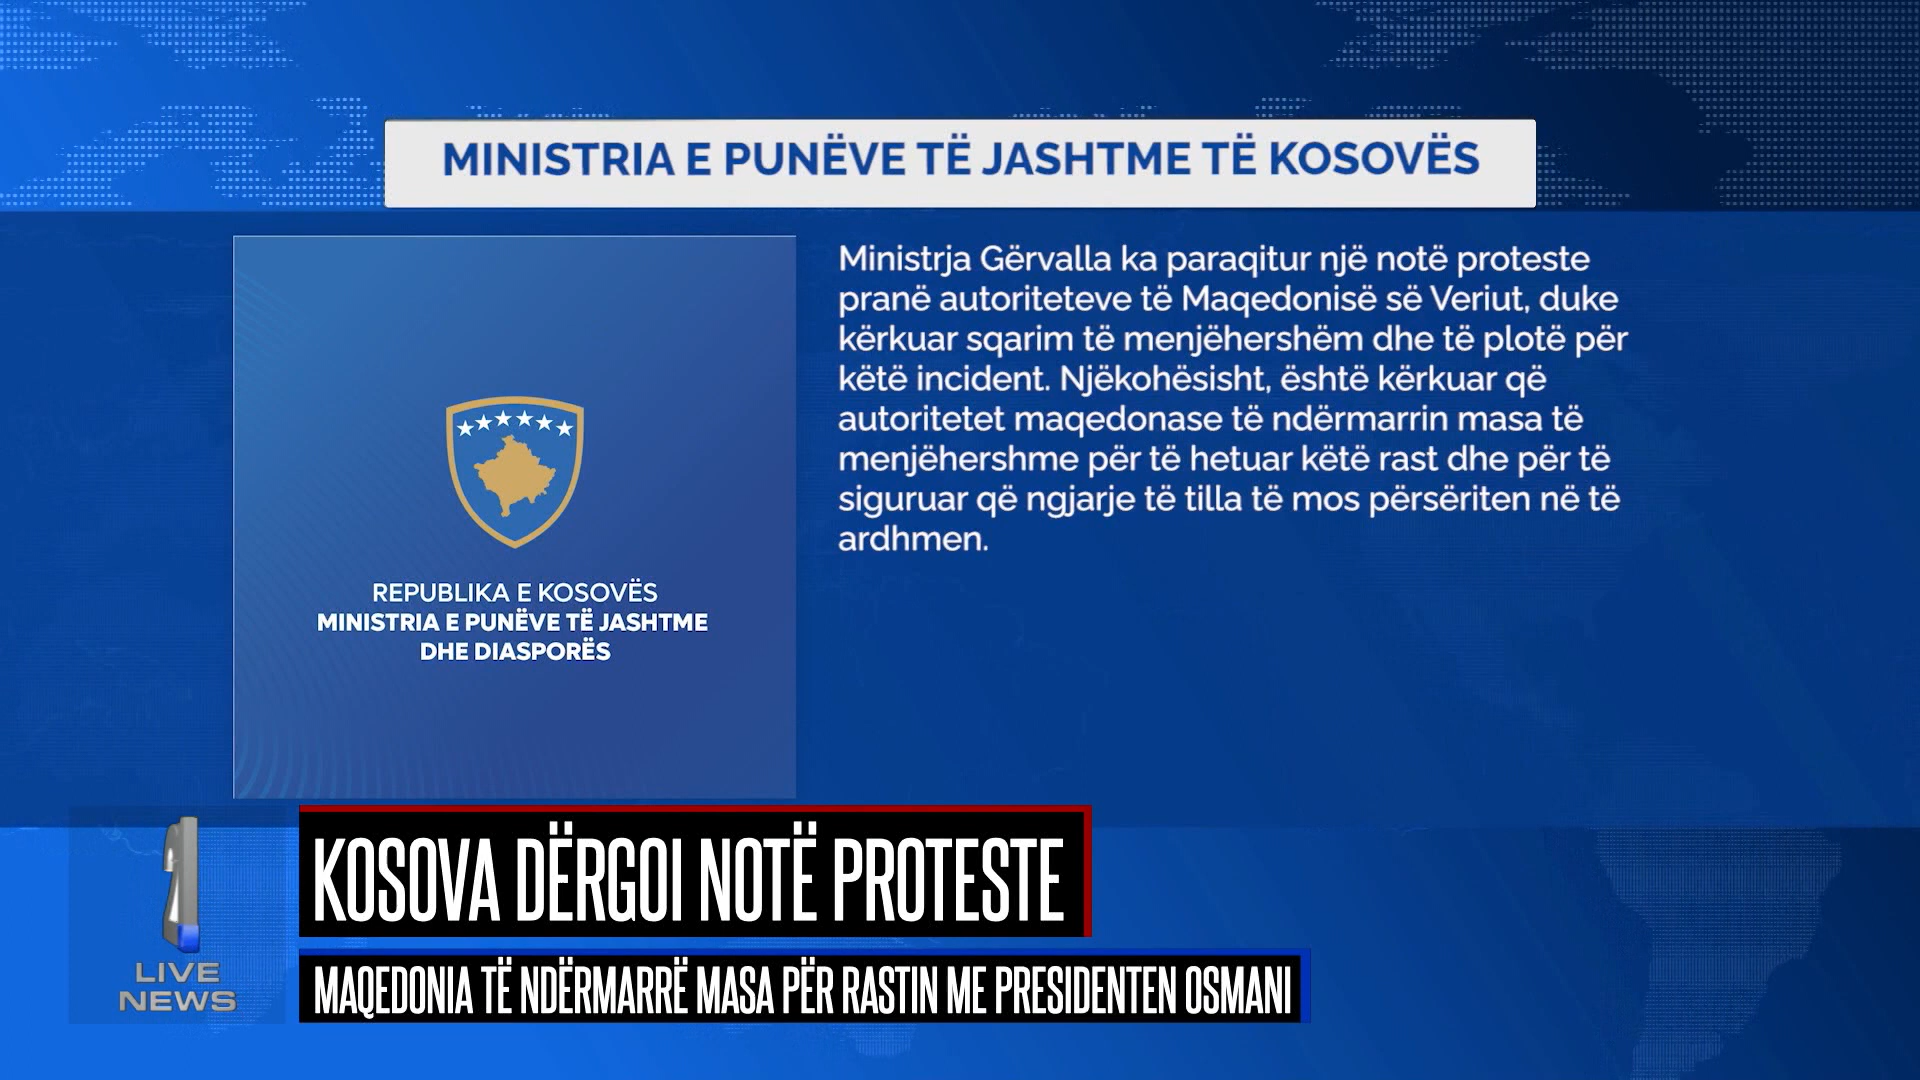 MINISTRIA E PUNËVE TË JASHTME TË KOSOVËS
REPUBLIKA E KOSOVËS
MINISTRIA E PUNËVE TË JASHTME
DHE DIASPORËS
Ministrja Gërvalla ka paraqitur një notë proteste
pranë autoriteteve të Maqedonisë së Veriut, duke
kërkuar sqarim të menjëhershëm dhe të plotë për
këtë incident. Njëkohësisht, është kërkuar që
autoritetet maqedonase të ndërmarrin masa të
menjëhershme për të hetuar këtë rast dhe për të
siguruar që ngjarje të tilla të mos përsëriten në të
ardhmen.
KOSOVA DËRGOI NOTË PROTESTE
MAQEDONIA TË NDËRMARRË MASA PËR RASTIN ME PRESIDENTEN OSMANI
LIVE
NEWS